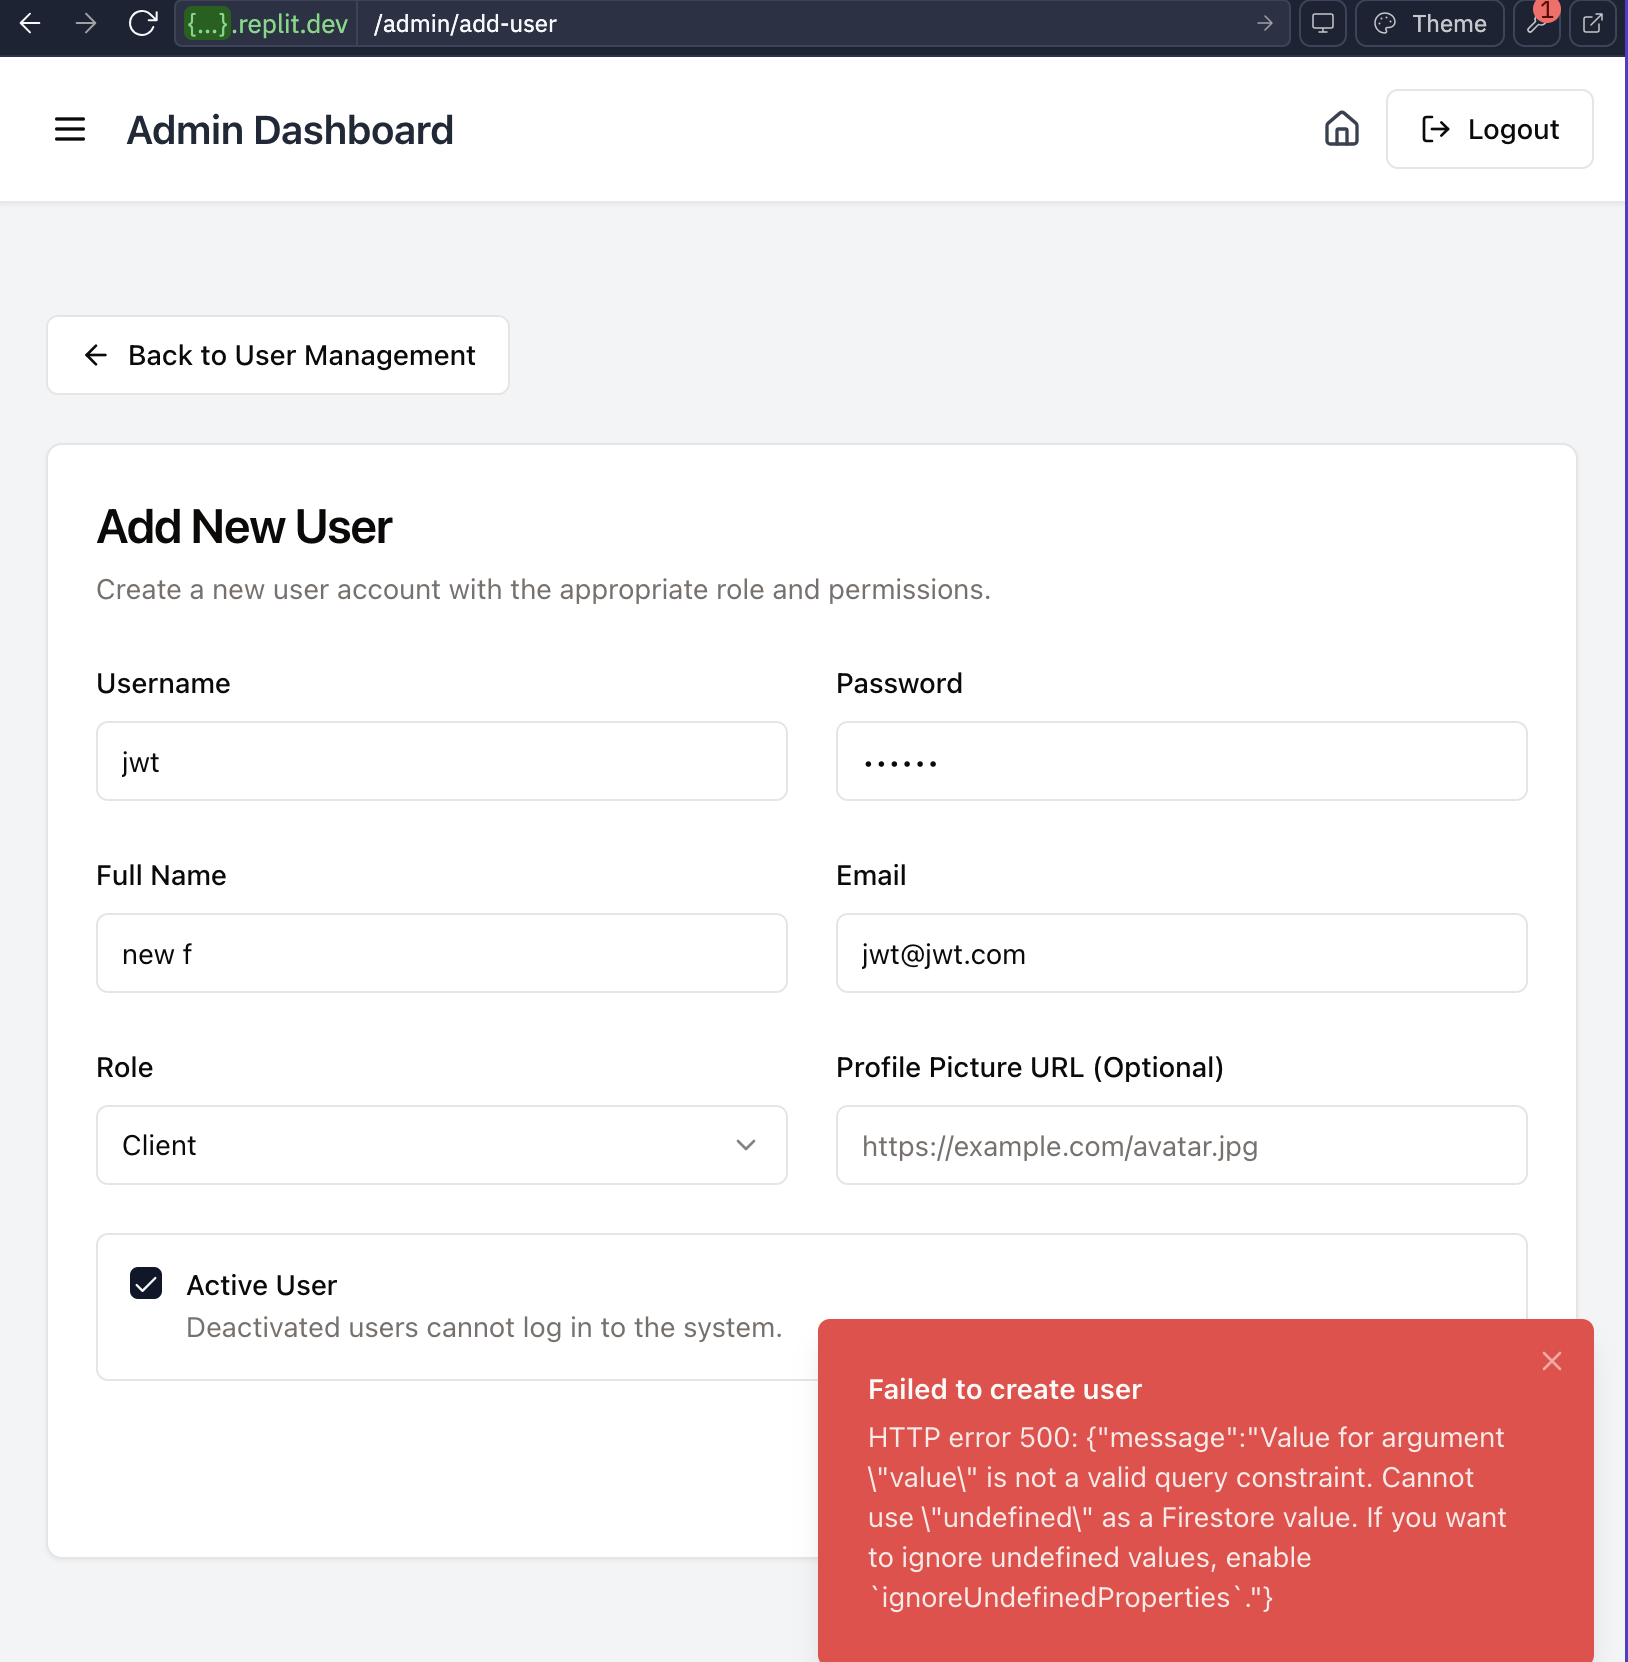 {...}.replit.dev /admin/add-user Theme 1
Admin Dashboard Logout
Back to User Management
Add New User
Create a new user account with the appropriate role and permissions.
Username Password
jwt ••••••
Full Name Email
new f jwt@jwt.com
Role Profile Picture URL (Optional)
Client https://example.com/avatar.jpg
Active User
Deactivated users cannot log in to the system.
Failed to create user
HTTP error 500: {"message":"Value for argument
\"value\" is not a valid query constraint. Cannot
use \"undefined\" as a Firestore value. If you want
to ignore undefined values, enable
`ignoreUndefinedProperties`."}